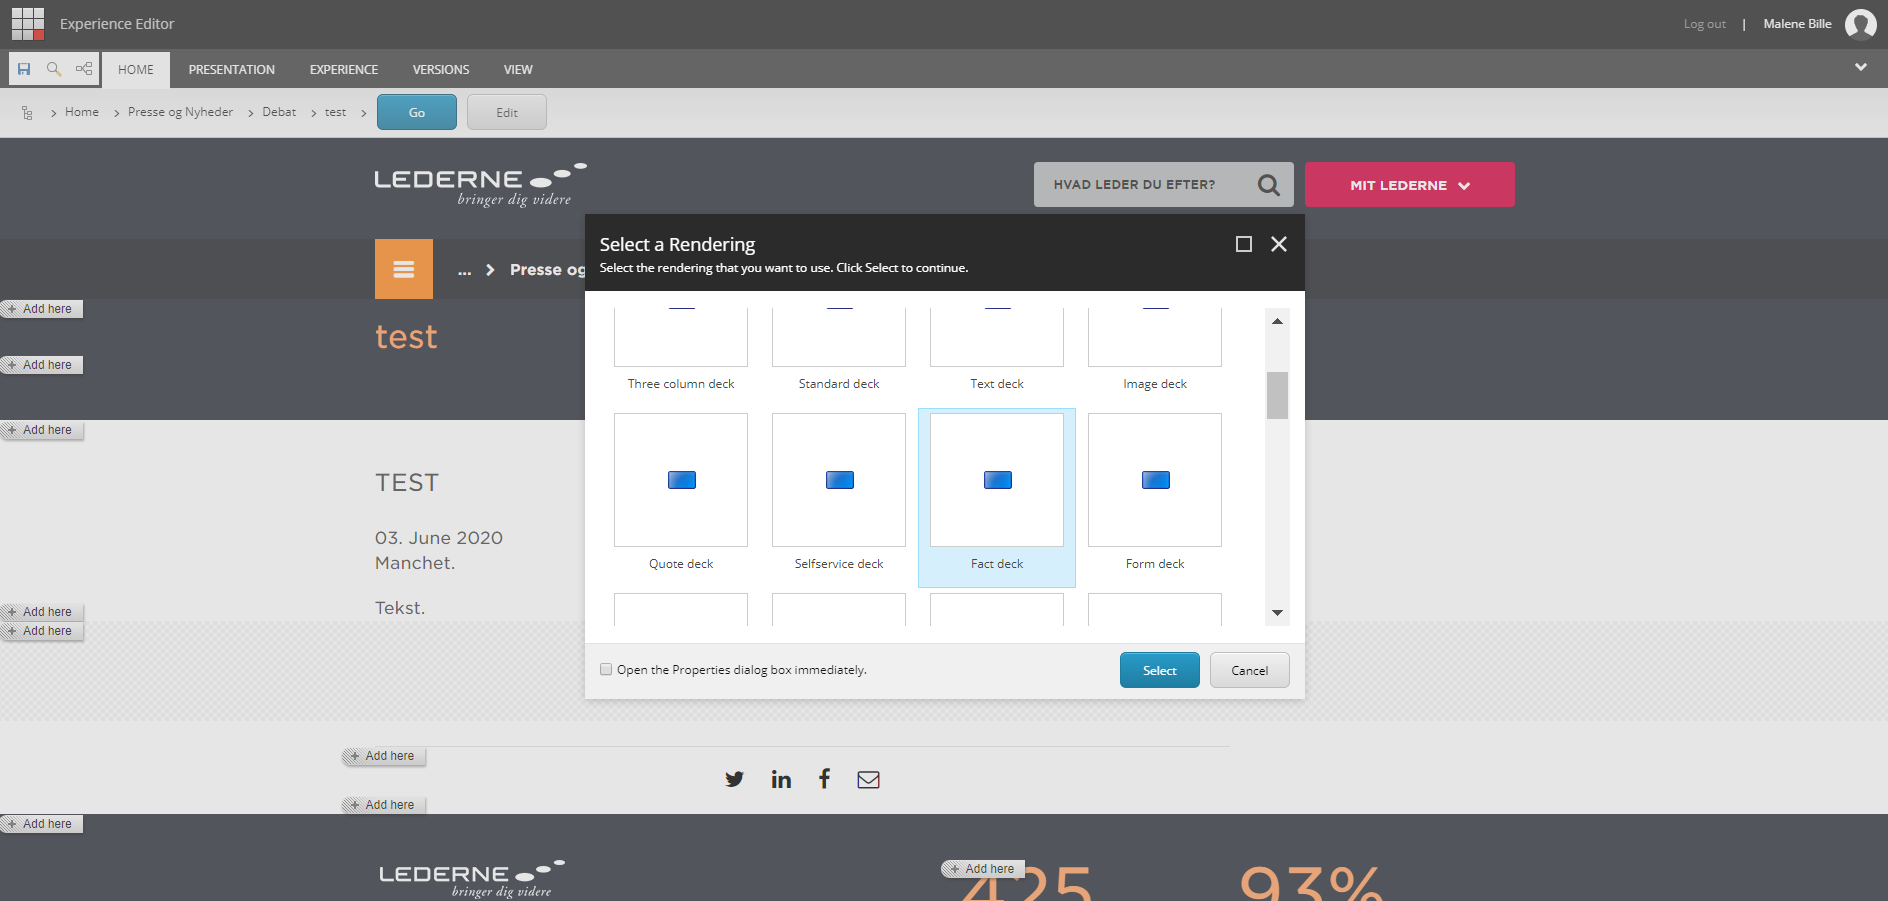 Experience Editor
Log out | Malene Bille
HOME PRESENTATION EXPERIENCE VERSIONS VIEW
Home Presse og Nyheder Debat test Go Edit
LEDERNE
bringer dig videre
HVAD LEDER DU EFTER?
MIT LEDERNE
... Presse og
+ Add here
test
+ Add here
Select a Rendering
Select the rendering that you want to use. Click Select to continue.
Three column deck Standard deck Text deck Image deck
Quote deck Selfservice deck Fact deck Form deck
Open the Properties dialog box immediately.
Select Cancel
+ Add here
TEST
03. June 2020
Manchet.
Tekst.
+ Add here
+ Add here
+ Add here
+ Add here
+ Add here
LEDERNE
bringer dig videre
+ Add here
425 93%